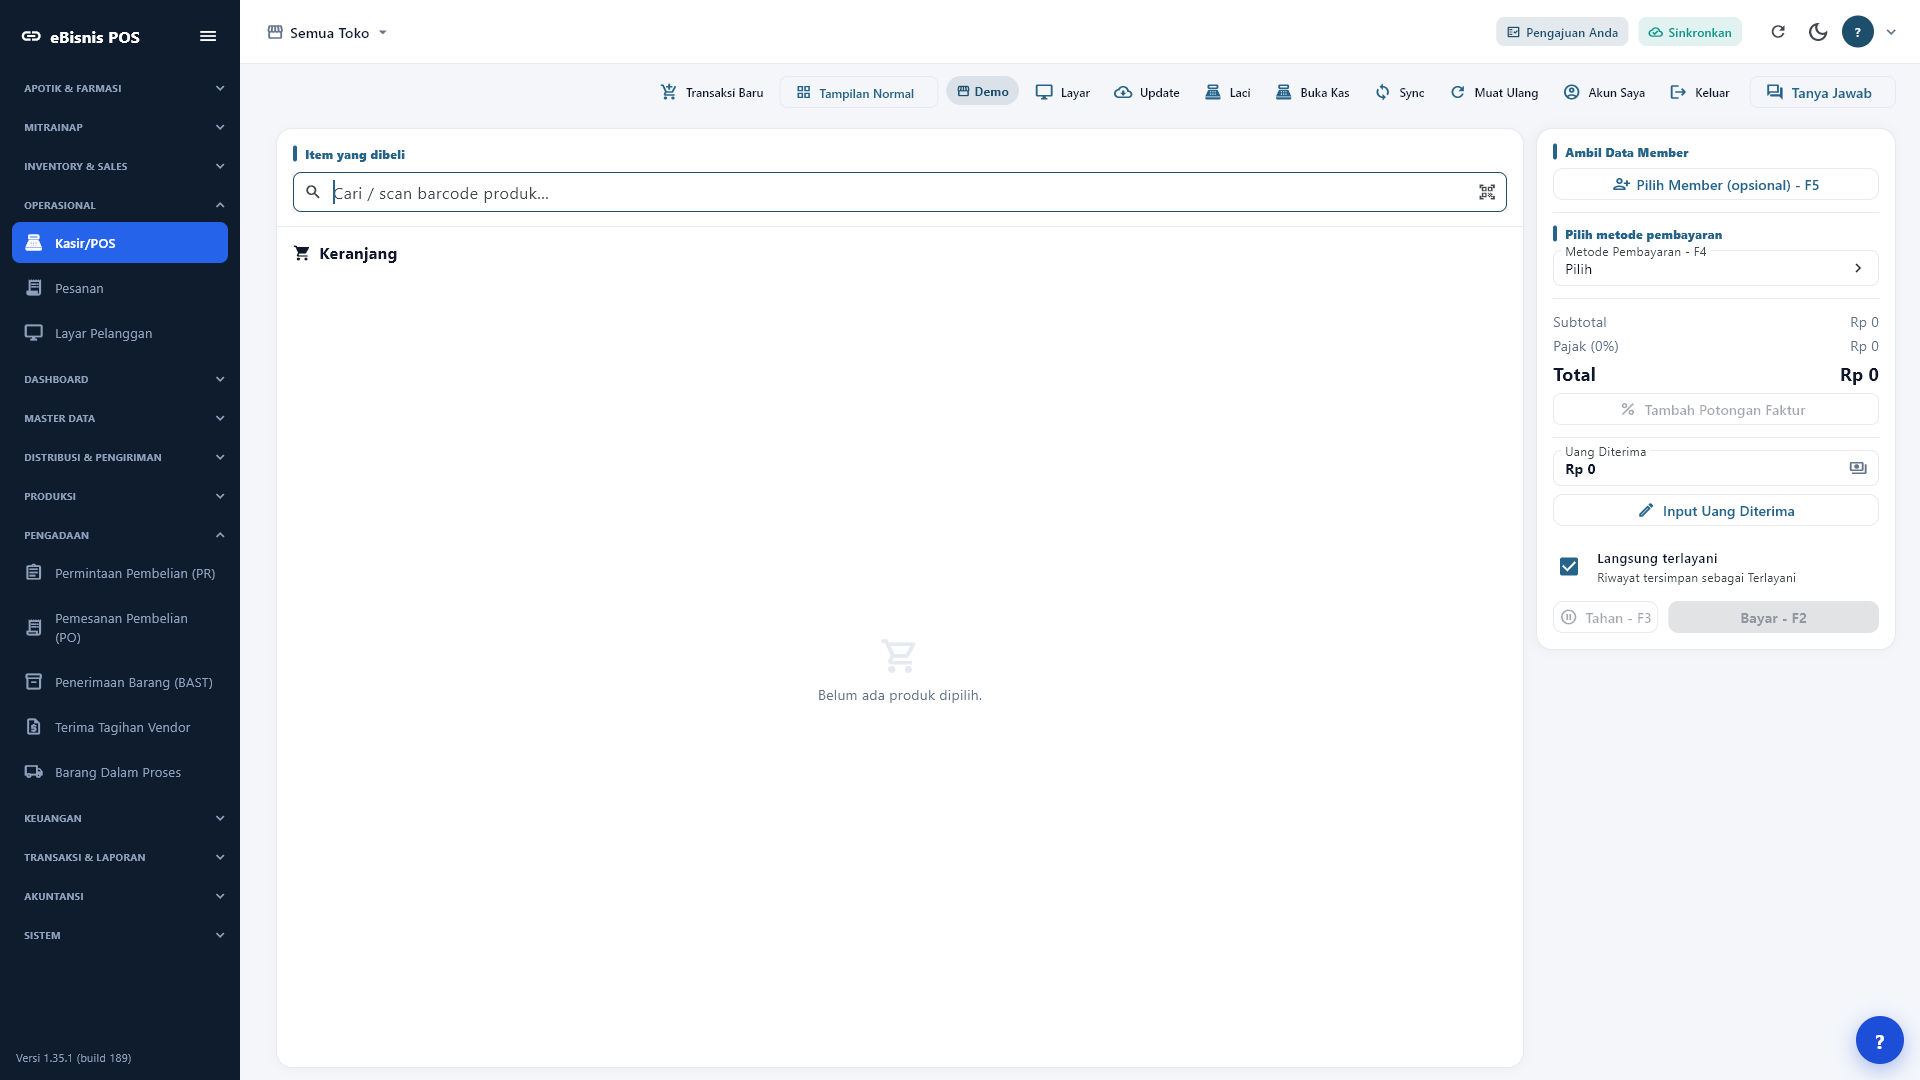 eBisnis POS
APOTIK & FARMASI
MITRAINAP
INVENTORY & SALES
OPERASIONAL
Kasir/POS
Pesanan
Layar Pelanggan
DASHBOARD
MASTER DATA
DISTRIBUSI & PENGIRIMAN
PRODUKSI
PENGADAAN
Permintaan Pembelian (PR)
Pemesanan Pembelian
(PO)
Penerimaan Barang (BAST)
Terima Tagihan Vendor
Barang Dalam Proses
KEUANGAN
TRANSAKSI & LAPORAN
AKUNTANSI
SISTEM
Versi 1.35.1 (build 189)
Semua Toko
Pengajuan Anda
Sinkronkan
?
Transaksi Baru
Tampilan Normal
Demo
Layar
Update
Laci
Buka Kas
Sync
Muat Ulang
Akun Saya
Keluar
Tanya Jawab
Item yang dibeli
Cari / scan barcode produk...
Keranjang
Belum ada produk dipilih.
Ambil Data Member
Pilih Member (opsional) - F5
Pilih metode pembayaran
Metode Pembayaran - F4
Pilih
Subtotal Rp 0
Pajak (0%) Rp 0
Total Rp 0
Tambah Potongan Faktur
Uang Diterima
Rp 0
Input Uang Diterima
Langsung terlayani
Riwayat tersimpan sebagai Terlayani
Tahan - F3
Bayar - F2
?